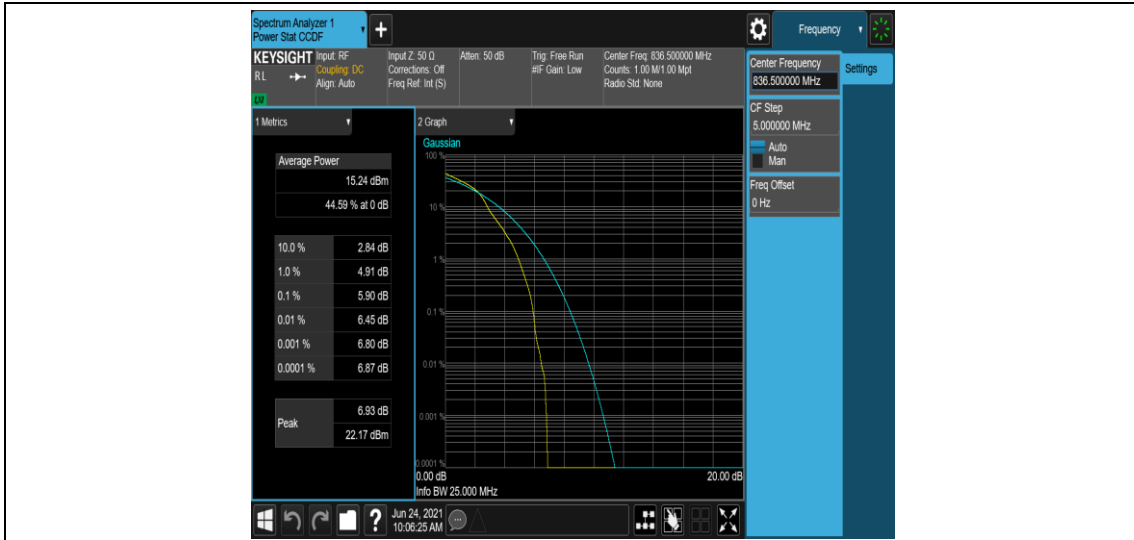 Spectrum Analyzer 1
Power Stat CCDF
Frequency
KEYSIGHT
R L
Input: RF
Coupling: DC
Align: Auto
Input Z: 50 Ω
Corrections: Off
Freq Ref: Int (S)
Atten: 50 dB
Trig: Free Run
#IF Gain: Low
Center Freq: 836.500000 MHz
Counts: 1.00 M/1.00 Mpt
Radio Std: None
Center Frequency
836.500000 MHz
Settings
CF Step
5.000000 MHz
Auto
Man
Freq Offset
0 Hz
1 Metrics
Average Power
15.24 dBm
44.59 % at 0 dB
10.0 % 2.84 dB
1.0 % 4.91 dB
0.1 % 5.90 dB
0.01 % 6.45 dB
0.001 % 6.80 dB
0.0001 % 6.87 dB
Peak
6.93 dB
22.17 dBm
2 Graph
Gaussian
100 %
10 %
1 %
0.1 %
0.01 %
0.001 %
0.0001 %
0.00 dB 20.00 dB
Info BW 25.000 MHz
?
Jun 24, 2021
10:06:25 AM